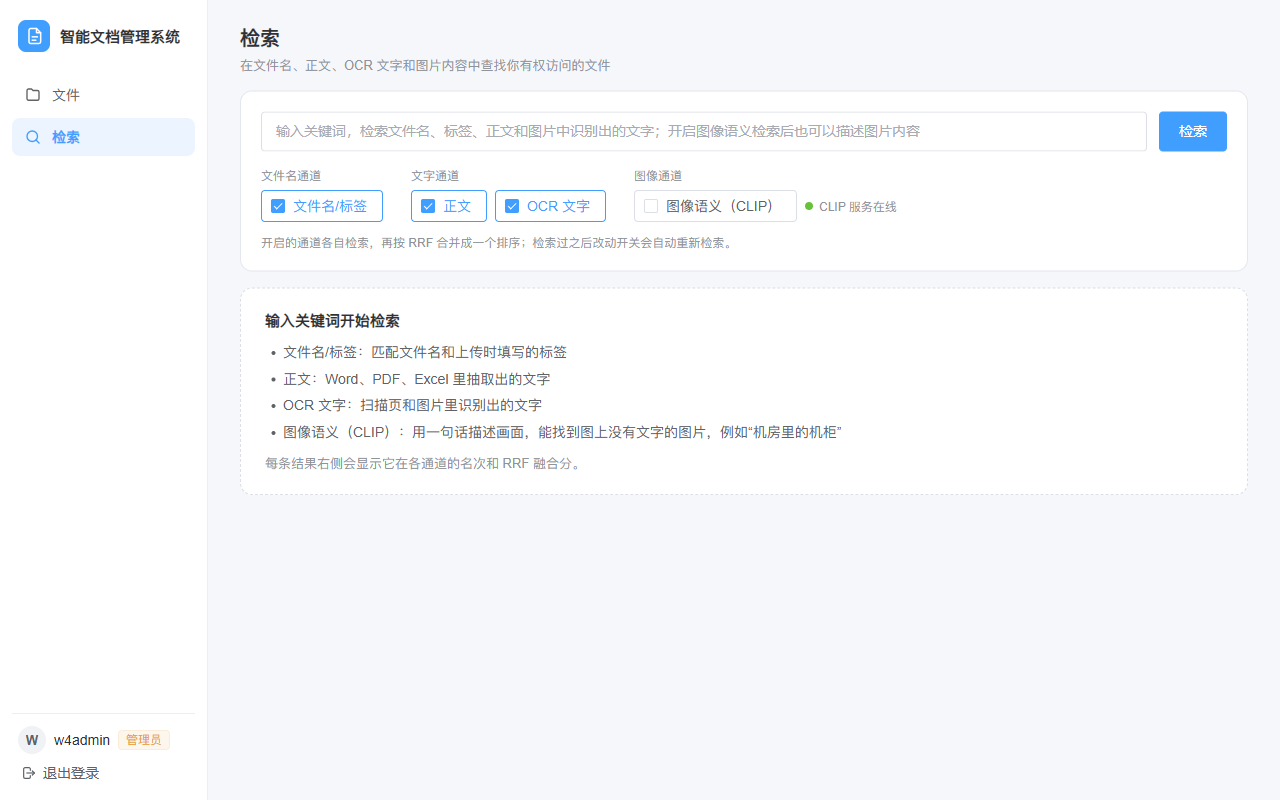 智能文档管理系统
文件
检索
检索
在文件名、正文、OCR 文字和图片内容中查找你有权访问的文件
输入关键词，检索文件名、标签、正文和图片中识别出的文字；开启图像语义检索后也可以描述图片内容
检索
文件名通道
文字通道
图像通道
文件名/标签
正文
OCR 文字
图像语义（CLIP）
CLIP 服务在线
开启的通道各自检索，再按 RRF 合并成一个排序；检索过之后改动开关会自动重新检索。
输入关键词开始检索
• 文件名/标签：匹配文件名和上传时填写的标签
• 正文：Word、PDF、Excel 里抽取出的文字
• OCR 文字：扫描页和图片里识别出的文字
• 图像语义（CLIP）：用一句话描述画面，能找到图上没有文字的图片，例如“机房里的机柜”
每条结果右侧会显示它在各通道的名次和 RRF 融合分。
W
w4admin
管理员
退出登录